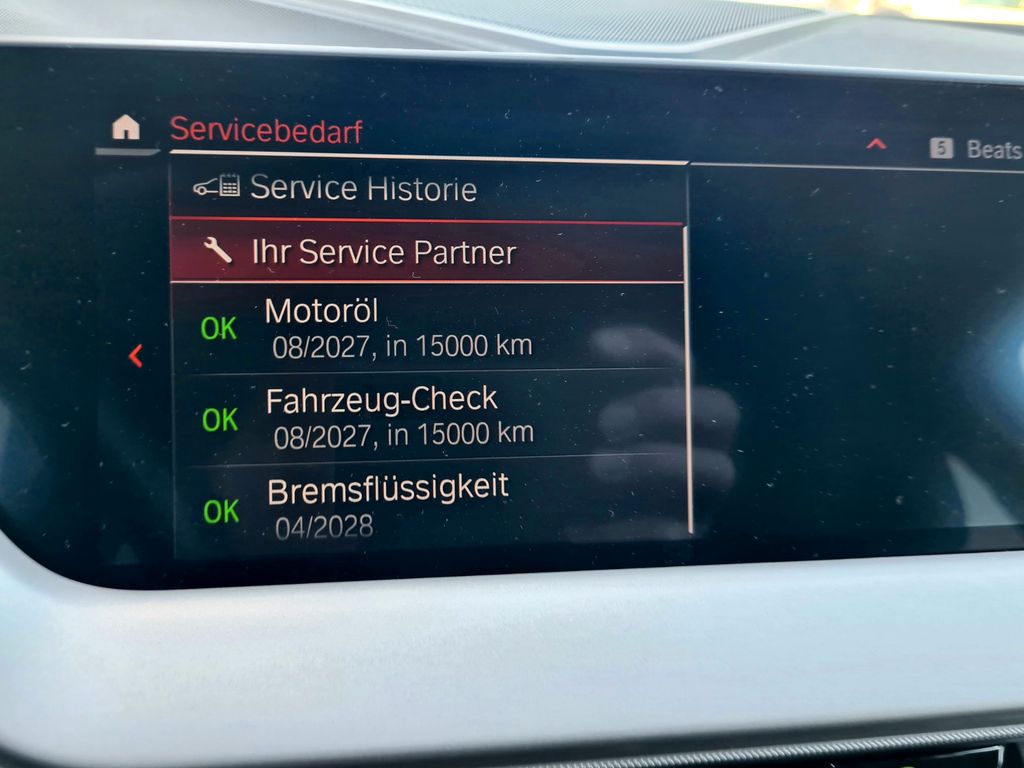 Servicebedarf
5 Beats
Service Historie
Ihr Service Partner
OK Motoröl
08/2027, in 15000 km
OK Fahrzeug-Check
08/2027, in 15000 km
OK Bremsflüssigkeit
04/2028